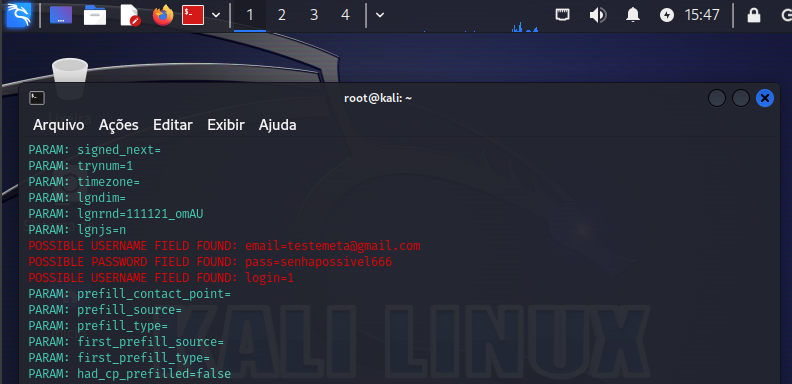 1 2 3 4 15:47
root@kali: ~
Arquivo Ações Editar Exibir Ajuda
PARAM: signed_next=
PARAM: trynum=1
PARAM: timezone=
PARAM: lgndim=
PARAM: lgnrnd=111121_omAU
PARAM: lgnjs=n
POSSIBLE USERNAME FIELD FOUND: email=testemeta@gmail.com
POSSIBLE PASSWORD FIELD FOUND: pass=senhapossivel666
POSSIBLE USERNAME FIELD FOUND: login=1
PARAM: prefill_contact_point=
PARAM: prefill_source=
PARAM: prefill_type=
PARAM: first_prefill_source=
PARAM: first_prefill_type=
PARAM: had_cp_prefilled=false
KALI LINUX